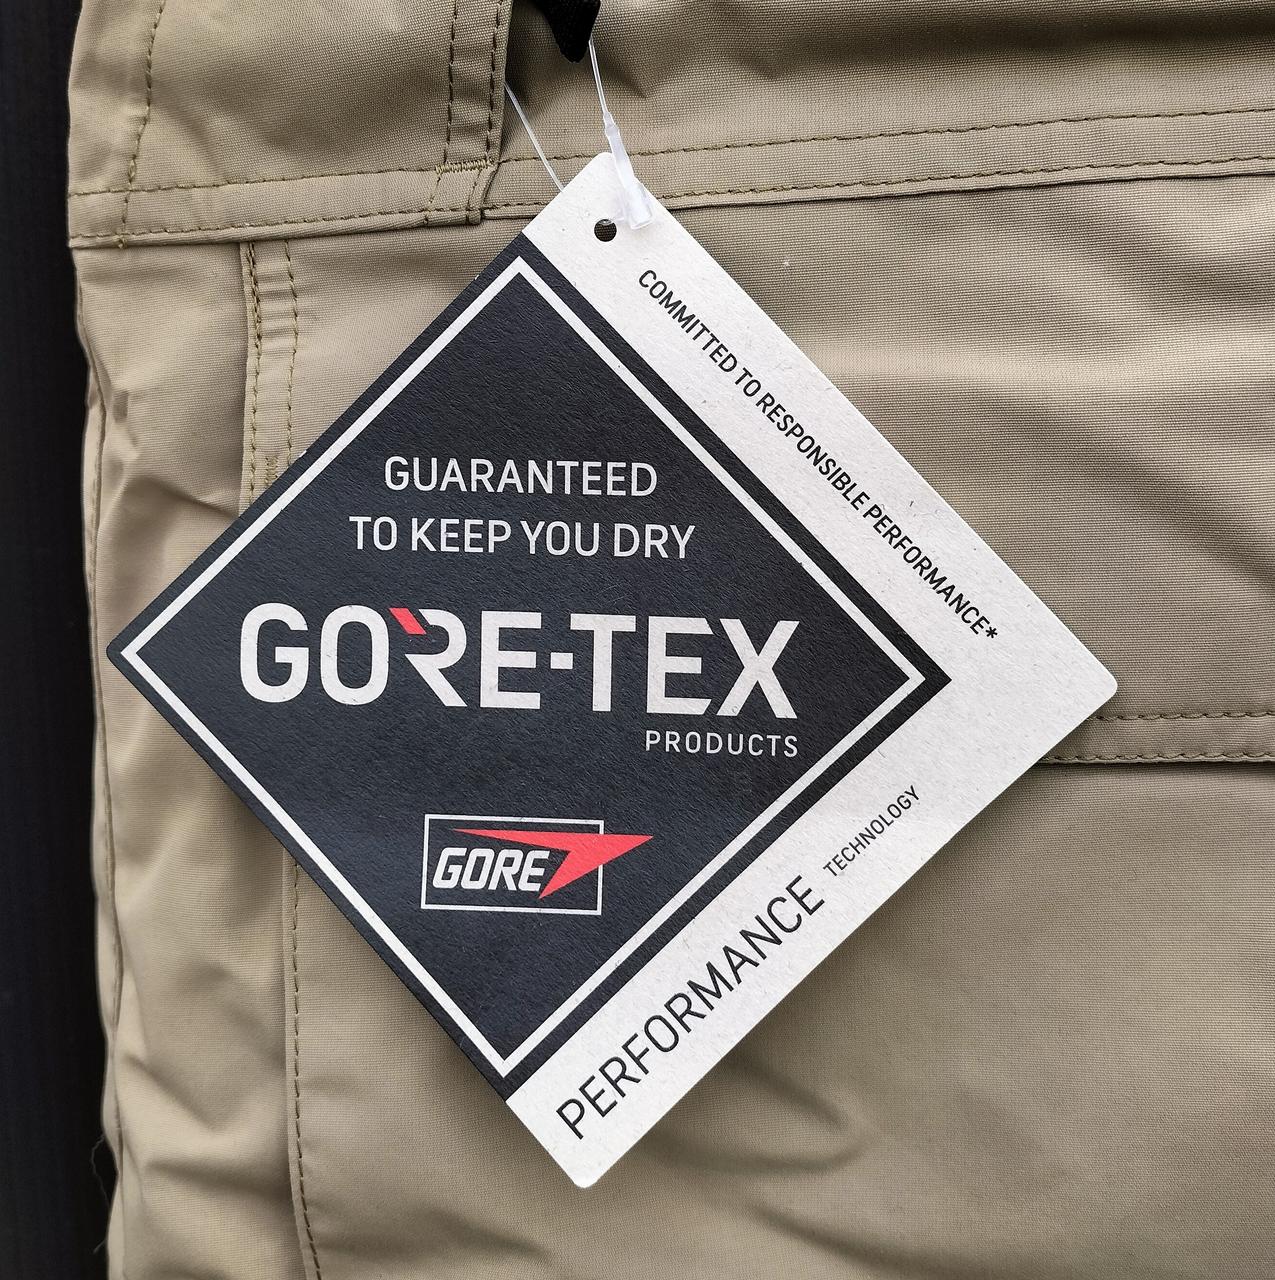 COMMITTED TO RESPONSIBLE PERFORMANCE*
GUARANTEED
TO KEEP YOU DRY
GORE-TEX
PRODUCTS
GORE
PERFORMANCE TECHNOLOGY